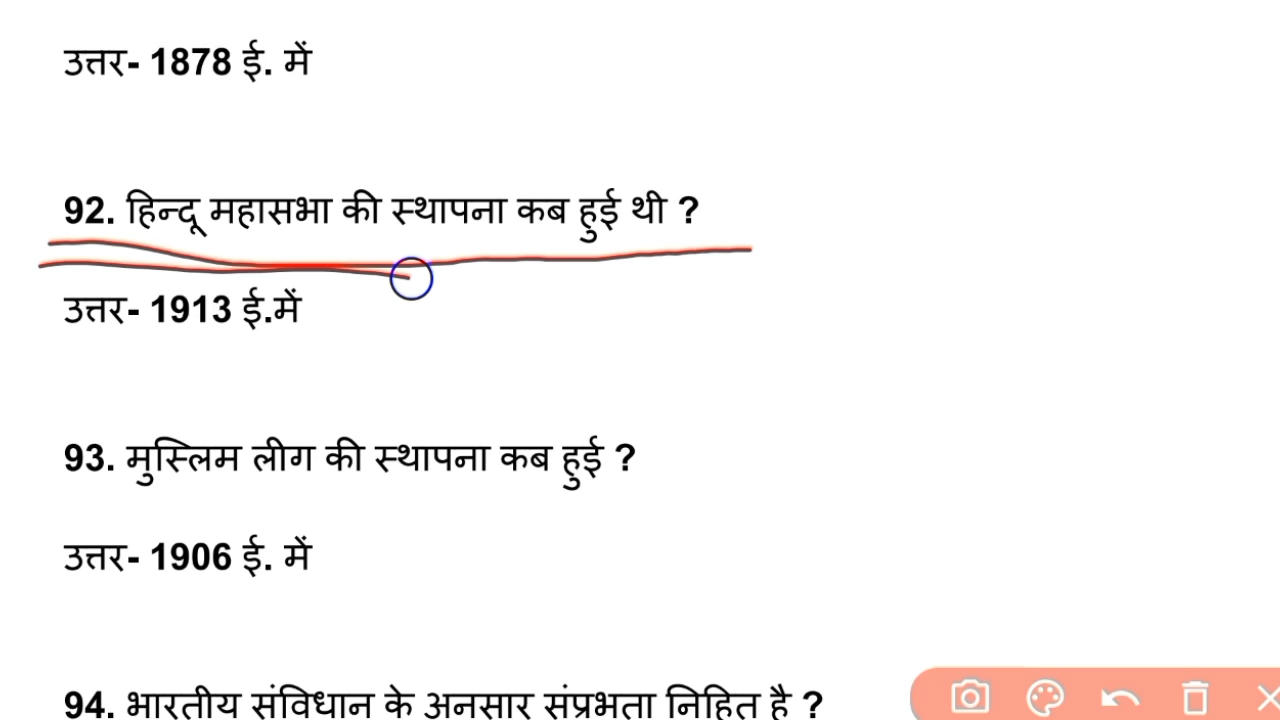 उत्तर- 1878 ई. में
92. हिन्दू महासभा की स्थापना कब हुई थी ?
उत्तर- 1913 ई.में
93. मुस्लिम लीग की स्थापना कब हुई ?
उत्तर- 1906 ई. में
94. भारतीय संविधान के अनुसार संप्रभुता निहित है ?